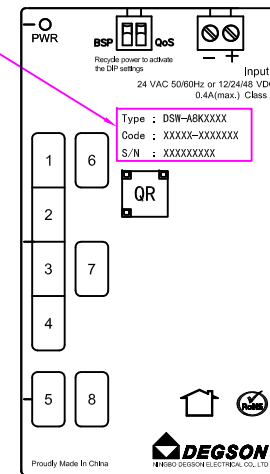 PWR
BSP QoS
Recycle power to activate
the DIP settings
- +
Input
24 VAC 50/60Hz or 12/24/48 VDC
0.4A(max.) Class
Type : DSW-A8KXXXX
Code : XXXXX-XXXXXXX
S/N : XXXXXXXXX
QR
1 6
2
3 7
4
5 8
RoHS
Proudly Made In China
DEGSON
NINGBO DEGSON ELECTRICAL CO., LTD